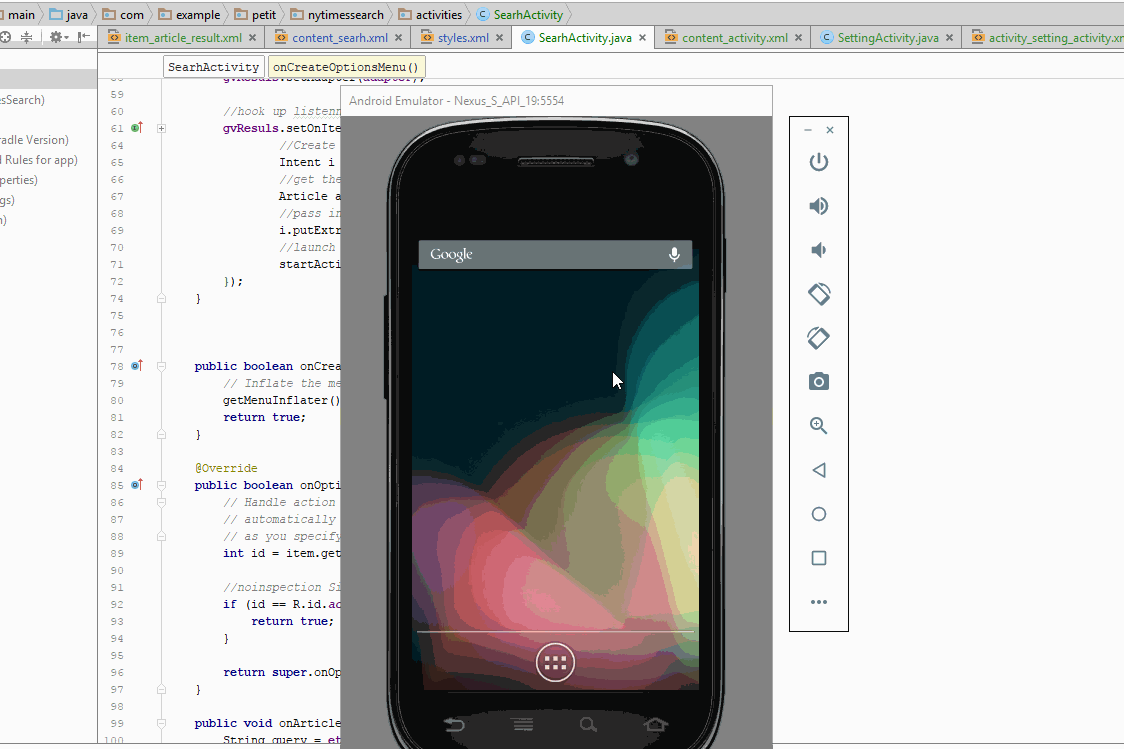 main java com example petit nytimessearch activities SearhActivity
item_article_result.xml content_searh.xml styles.xml SearhActivity.java content_activity.xml SettingActivity.java activity_setting_activity.xm
SearhActivity onCreateOptionsMenu()
esSearch)
radle Version)
l Rules for app)
perties)
gs)
n)
59
60 //hook up listenn
61 gvResuls.setOnIte
64 //Create
65 Intent i
66 //get the
67 Article a
68 //pass in
69 i.putExtr
70 //launch
71 startActi
72 });
74 }
75
76
77
78 public boolean onCrea
79 // Inflate the me
80 getMenuInflater()
81 return true;
82 }
83
84 @Override
85 public boolean onOpti
86 // Handle action
87 // automatically
88 // as you specify
89 int id = item.get
90
91 //noinspection Si
92 if (id == R.id.ac
93 return true;
94 }
95
96 return super.onOp
97 }
98
99 public void onArticle
100 String query = et
Android Emulator - Nexus_S_API_19:5554
Google